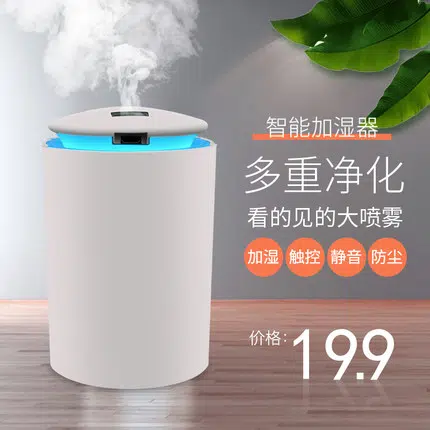 智能加湿器
多重净化
看的见的大喷雾
加湿 触控 静音 防尘
价格: 19.9